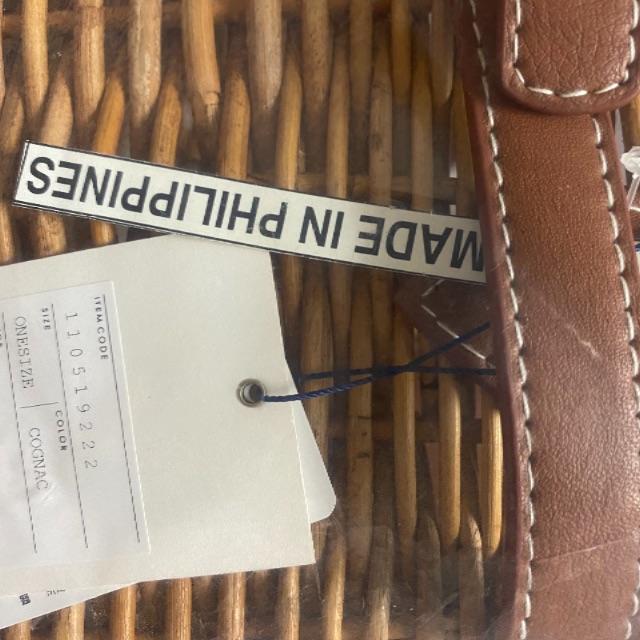 MADE IN PHILIPPINES
ITEM CODE
110519222
SIZE
COLOR
ONESIZE
COGNAC